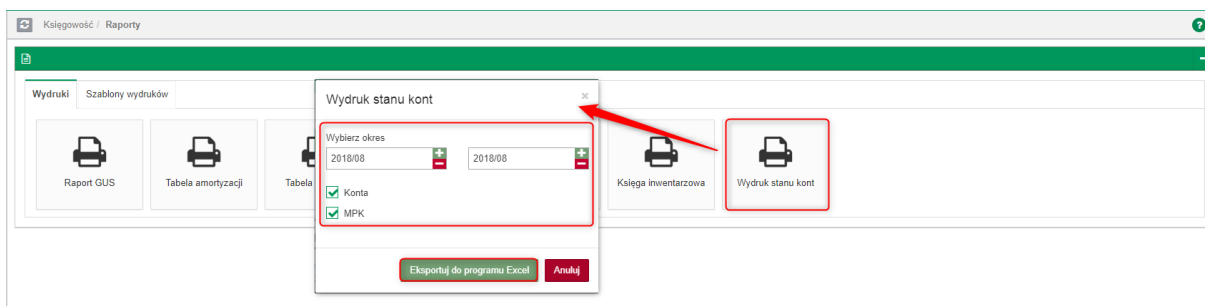 Księgowość / Raporty
Wydruki Szablony wydruków
Wydruk stanu kont
Wybierz okres
2018/08 2018/08
Konta
MPK
Eksportuj do programu Excel Anuluj
Raport GUS Tabela amortyzacji Tabela Księga inwentarzowa Wydruk stanu kont